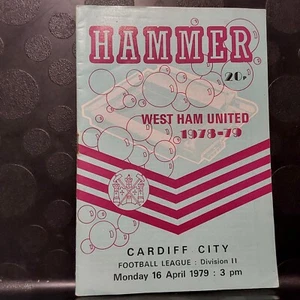 HAMMER
20p
WEST HAM UNITED
1978-79
CARDIFF CITY
FOOTBALL LEAGUE : Division II
Monday 16 April 1979 : 3 pm